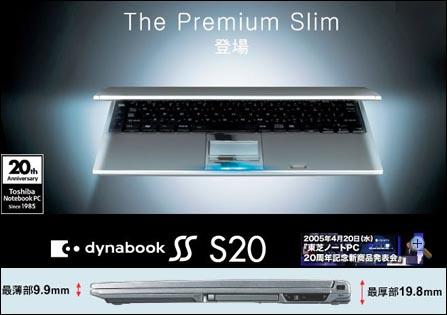 The Premium Slim
登場
20th
Anniversary
Toshiba
Notebook PC
Since 1985
dynabook SS S20
2005年4月20日(水)
「東芝ノートPC
20周年記念新商品発表会」
最薄部9.9mm
最厚部19.8mm